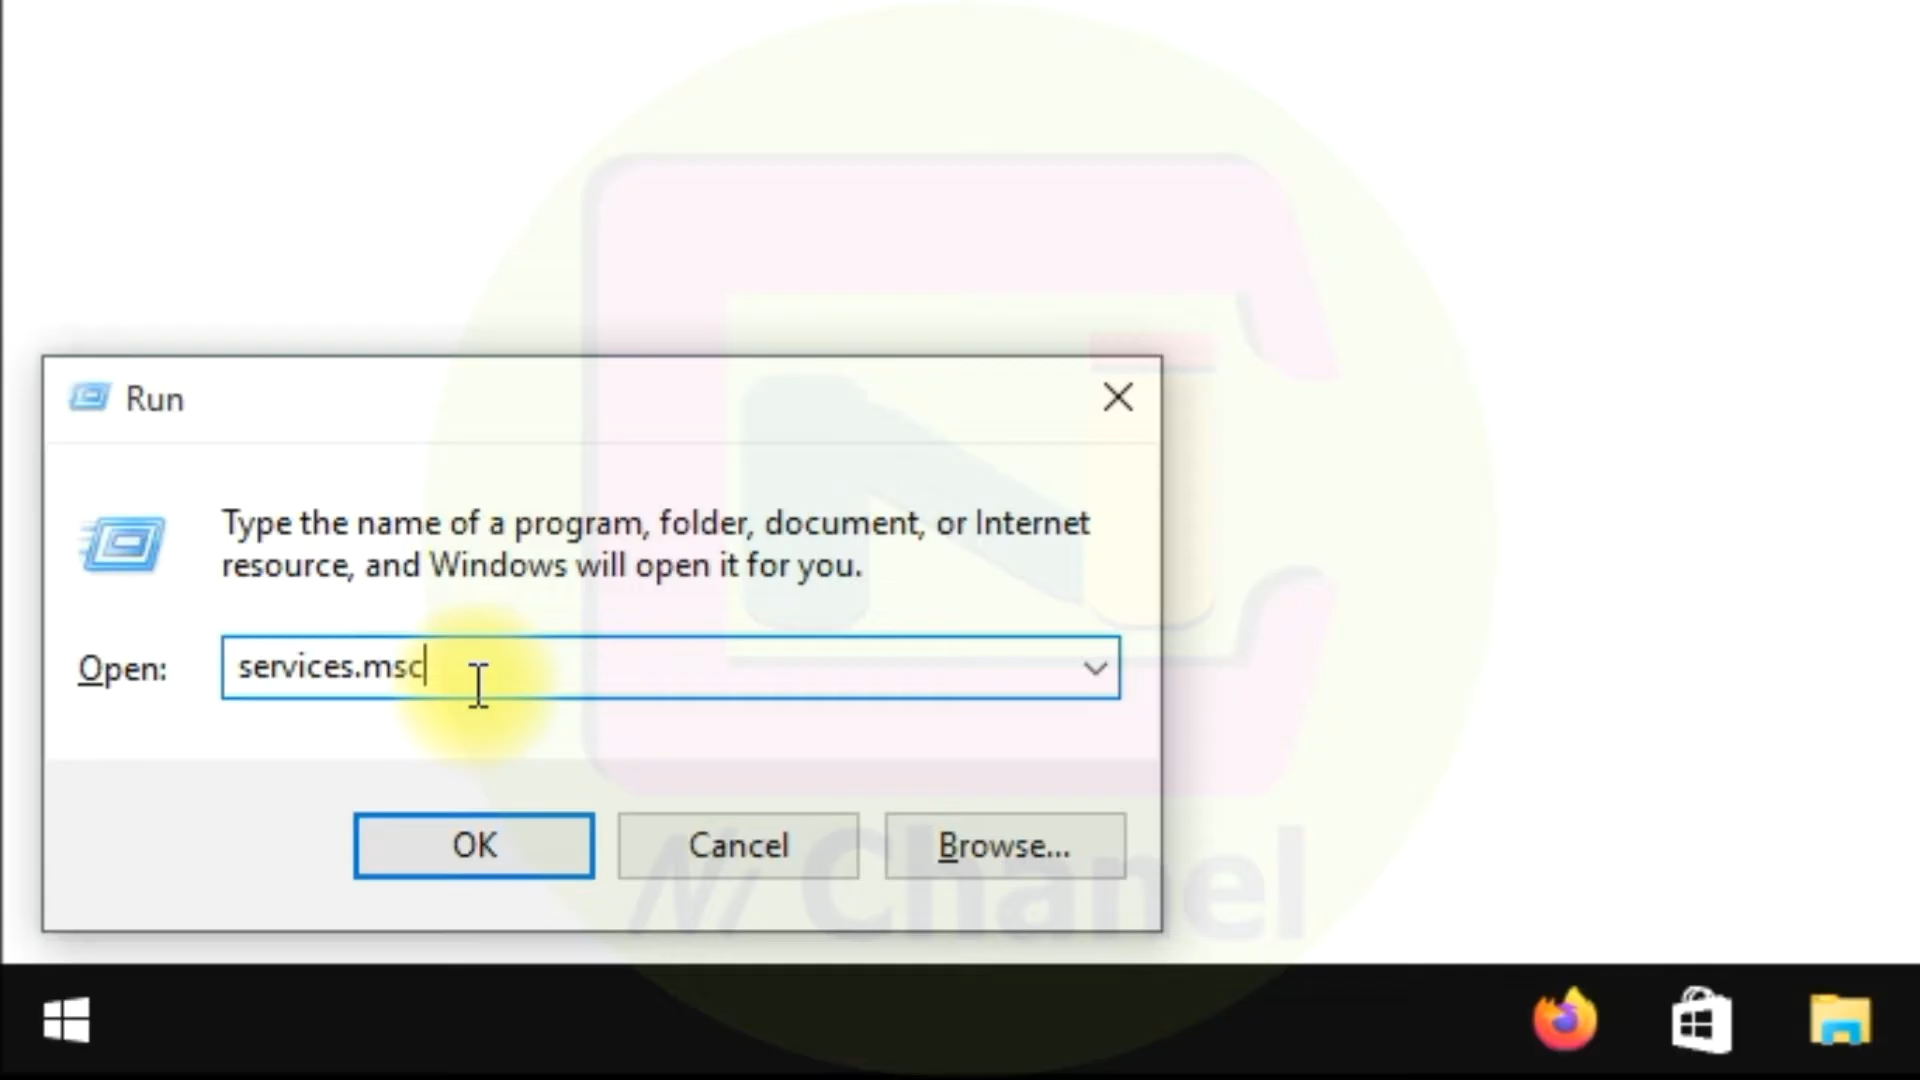 Run
Type the name of a program, folder, document, or Internet
resource, and Windows will open it for you.
Open:
services.msc
OK
Cancel
Browse...
Ni Chanel